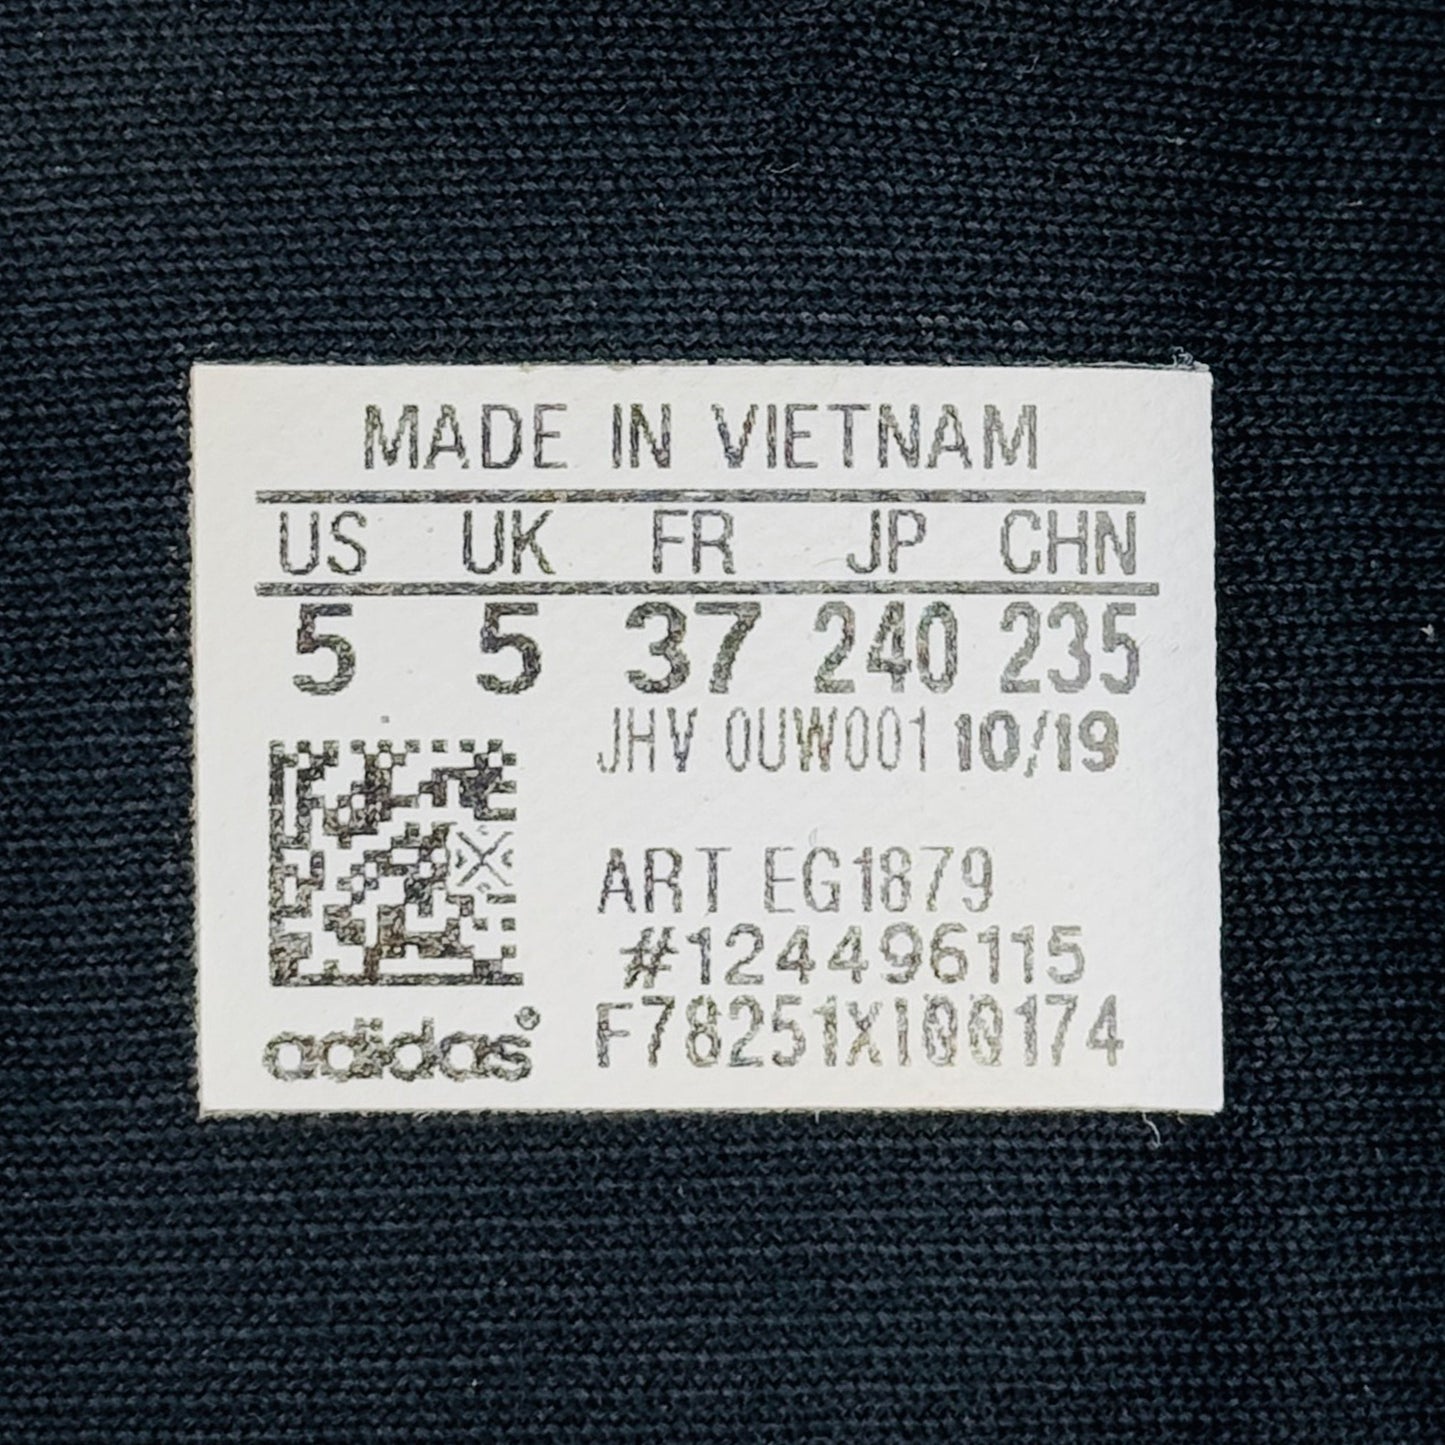 MADE IN VIETNAM
US UK FR JP CHN
5 5 37 240 235
JHV 0UW001 10/19
ART EG1879
#124496115
F78251XI00174
adidas®